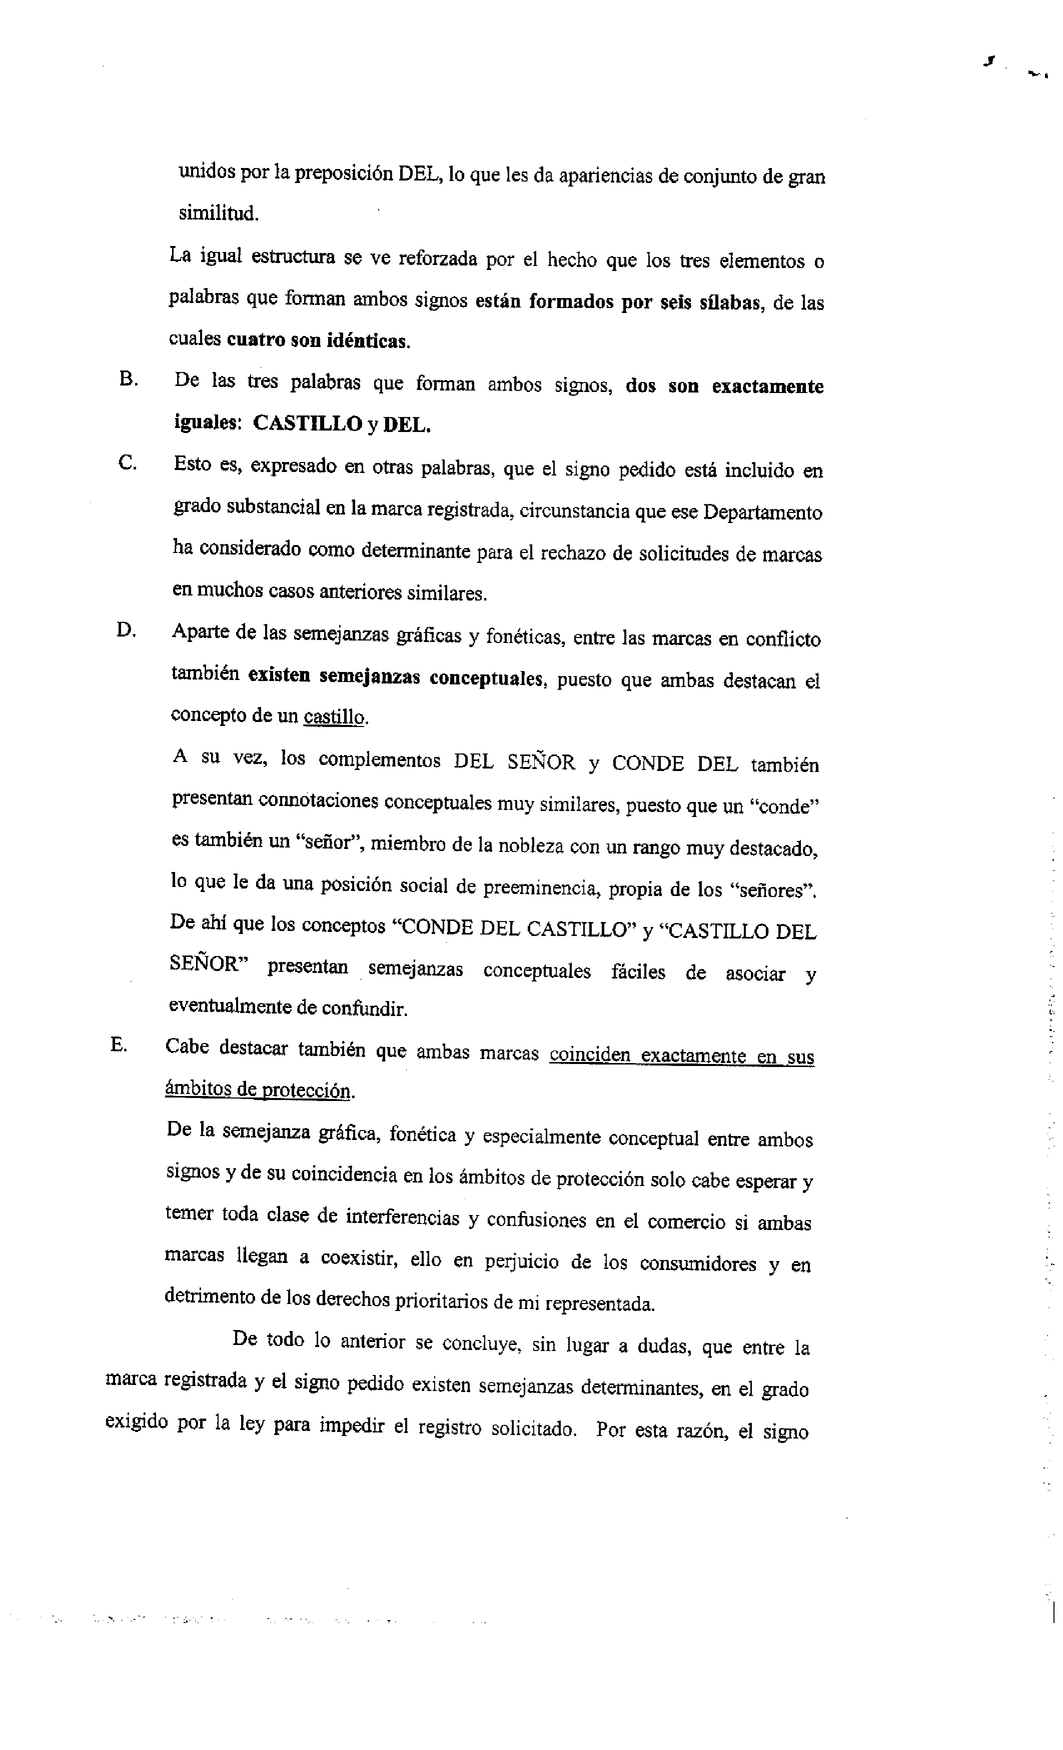 unidos por la preposición DEL, lo que les da apariencias de conjunto de gran
similitud.
La igual estructura se ve reforzada por el hecho que los tres elementos o
palabras que forman ambos signos están formados por seis sílabas, de las
cuales cuatro son idénticas.
B. De las tres palabras que forman ambos signos, dos son exactamente
iguales: CASTILLO y DEL.
C. Esto es, expresado en otras palabras, que el signo pedido está incluido en
grado substancial en la marca registrada, circunstancia que ese Departamento
ha considerado como determinante para el rechazo de solicitudes de marcas
en muchos casos anteriores similares.
D. Aparte de las semejanzas gráficas y fonéticas, entre las marcas en conflicto
también existen semejanzas conceptuales, puesto que ambas destacan el
concepto de un castillo.
A su vez, los complementos DEL SEÑOR y CONDE DEL también
presentan connotaciones conceptuales muy similares, puesto que un “conde”
es también un “señor”, miembro de la nobleza con un rango muy destacado,
lo que le da una posición social de preeminencia, propia de los “señores”.
De ahí que los conceptos “CONDE DEL CASTILLO” y “CASTILLO DEL
SEÑOR” presentan semejanzas conceptuales fáciles de asociar y
eventualmente de confundir.
E. Cabe destacar también que ambas marcas coinciden exactamente en sus
ámbitos de protección.
De la semejanza gráfica, fonética y especialmente conceptual entre ambos
signos y de su coincidencia en los ámbitos de protección solo cabe esperar y
temer toda clase de interferencias y confusiones en el comercio si ambas
marcas llegan a coexistir, ello en perjuicio de los consumidores y en
detrimento de los derechos prioritarios de mi representada.
De todo lo anterior se concluye, sin lugar a dudas, que entre la
marca registrada y el signo pedido existen semejanzas determinantes, en el grado
exigido por la ley para impedir el registro solicitado. Por esta razón, el signo